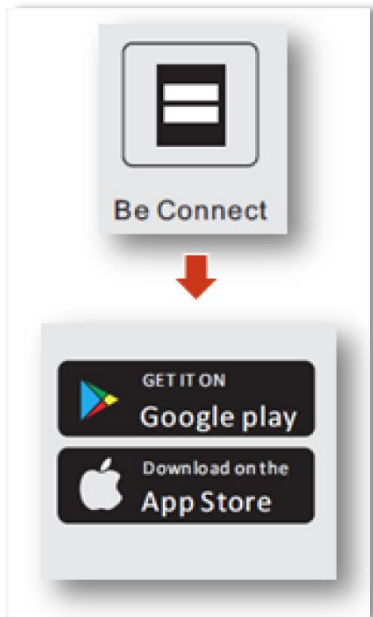 Be Connect
GET IT ON
Google play
Download on the
App Store